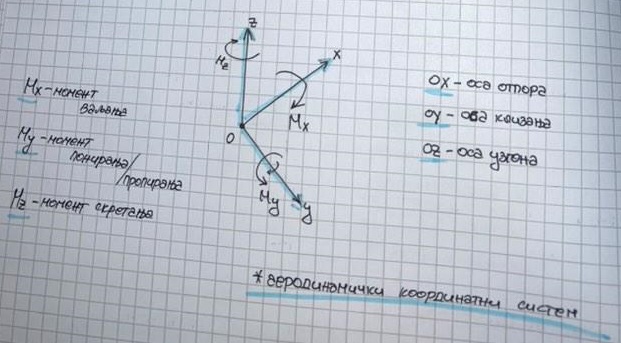 z
x
Mz
Mx
O
My
y
Mx - момент
ваљања
My - момент
понирања/
/пропирања
Mz - момент скретања
OX - оса отпора
OY - оса клизања
OZ - оса узгона
*аеродинамички координатни систем